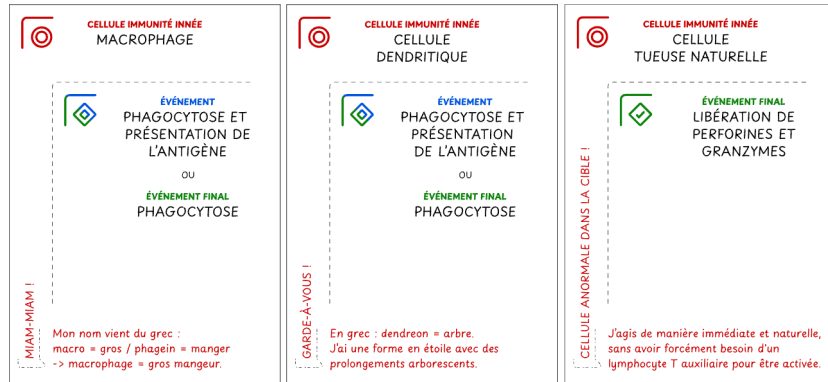 CELLULE IMMUNITÉ INNÉE
MACROPHAGE
ÉVÉNEMENT
PHAGOCYTOSE ET
PRÉSENTATION DE
L'ANTIGÈNE
OU
ÉVÉNEMENT FINAL
PHAGOCYTOSE
MIAM-MIAM !
Mon nom vient du grec :
macro = gros / phagein = manger
-> macrophage = gros mangeur.
CELLULE IMMUNITÉ INNÉE
CELLULE
DENDRITIQUE
ÉVÉNEMENT
PHAGOCYTOSE ET
PRÉSENTATION
DE L'ANTIGÈNE
OU
ÉVÉNEMENT FINAL
PHAGOCYTOSE
GARDE-À-VOUS !
En grec : dendreon = arbre.
J'ai une forme en étoile avec des
prolongements arborescents.
CELLULE IMMUNITÉ INNÉE
CELLULE
TUEUSE NATURELLE
ÉVÉNEMENT FINAL
LIBÉRATION DE
PERFORINES ET
GRANZYMES
CELLULE ANORMALE DANS LA CIBLE !
J'agis de manière immédiate et naturelle,
sans avoir forcément besoin d'un
lymphocyte T auxiliaire pour être activée.